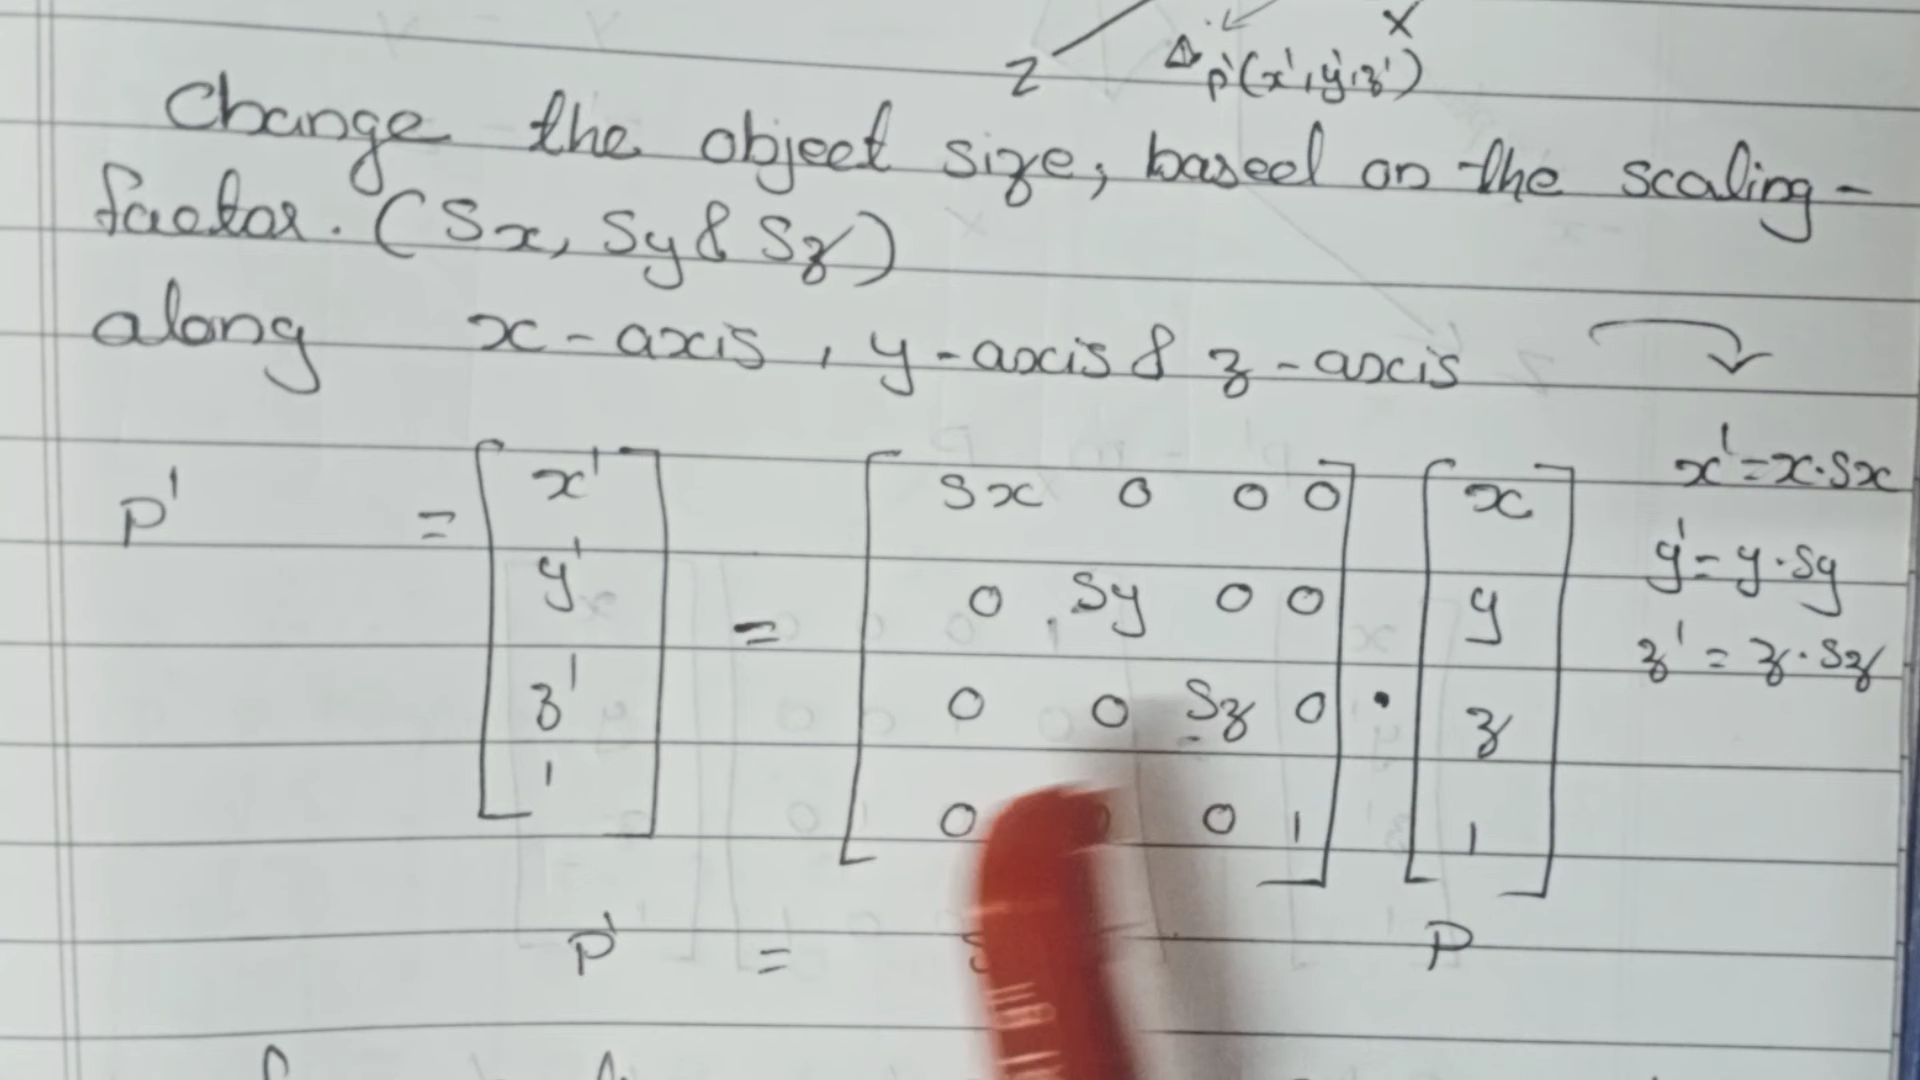 X
Z
p'(x', y', z')
Change the object size, based on the scaling-
factor. (Sx, Sy & Sz)
along x-axis, y-axis & z-axis
x' = x·Sx
P' = [x' = [Sx 0 0 0 [x
y' = y·Sy
y' 0 Sy 0 0 y
z' = z·Sz
z' 0 0 Sz 0 · z
1] 0 0 0 1] 1]
P' = P